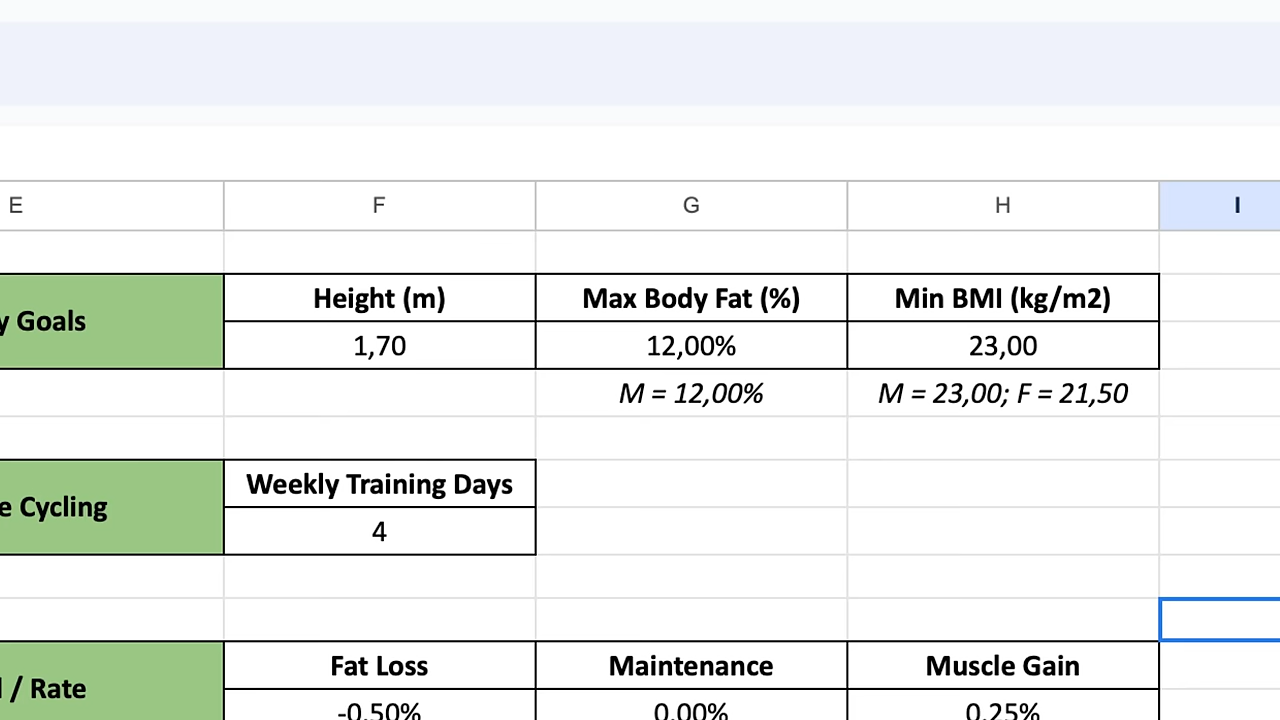 E F G H I
Height (m) Max Body Fat (%) Min BMI (kg/m2)
y Goals
1,70 12,00% 23,00
M = 12,00% M = 23,00; F = 21,50
Weekly Training Days
e Cycling
4
Fat Loss Maintenance Muscle Gain
/ Rate
-0.50% 0.00% 0.25%